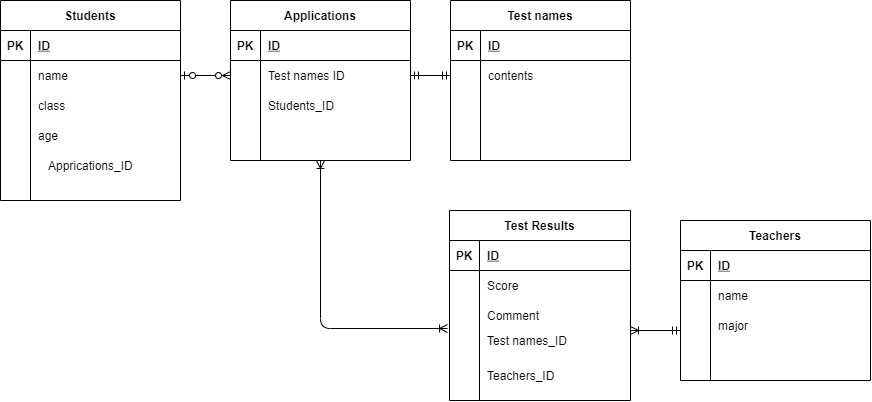 Students
PK ID
name
class
age
Apprications_ID
Applications
PK ID
Test names ID
Students_ID
Test names
PK ID
contents
Test Results
PK ID
Score
Comment
Test names_ID
Teachers_ID
Teachers
PK ID
name
major